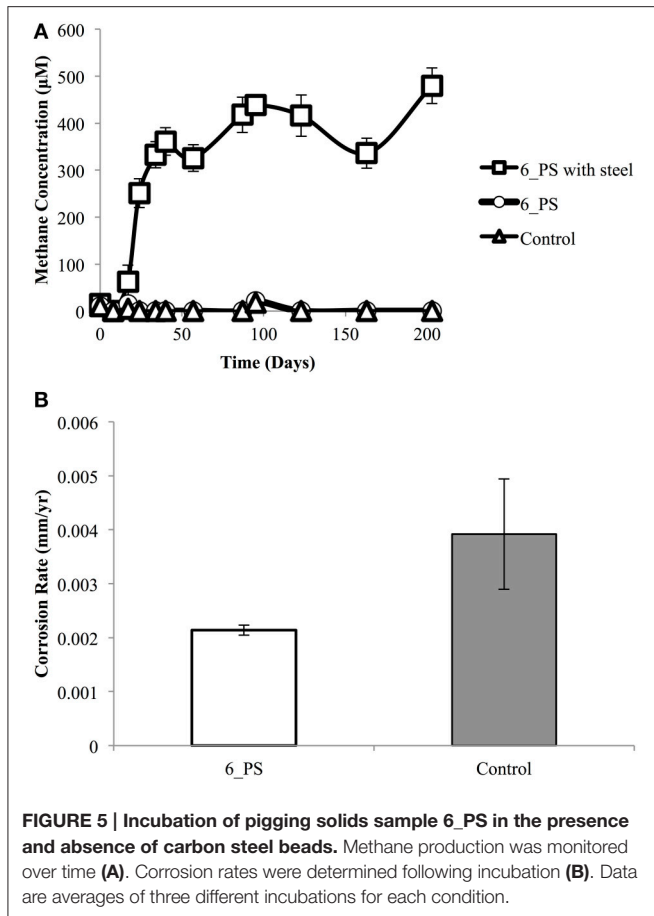 A
600
500
400
300
200
100
0
Methane Concentration (µM)
0 50 100 150 200
Time (Days)
6_PS with steel
6_PS
Control
B
0.006
0.005
0.004
0.003
0.002
0.001
0
Corrosion Rate (mm/yr)
6_PS Control
FIGURE 5 | Incubation of pigging solids sample 6_PS in the presence
and absence of carbon steel beads. Methane production was monitored
over time (A). Corrosion rates were determined following incubation (B). Data
are averages of three different incubations for each condition.